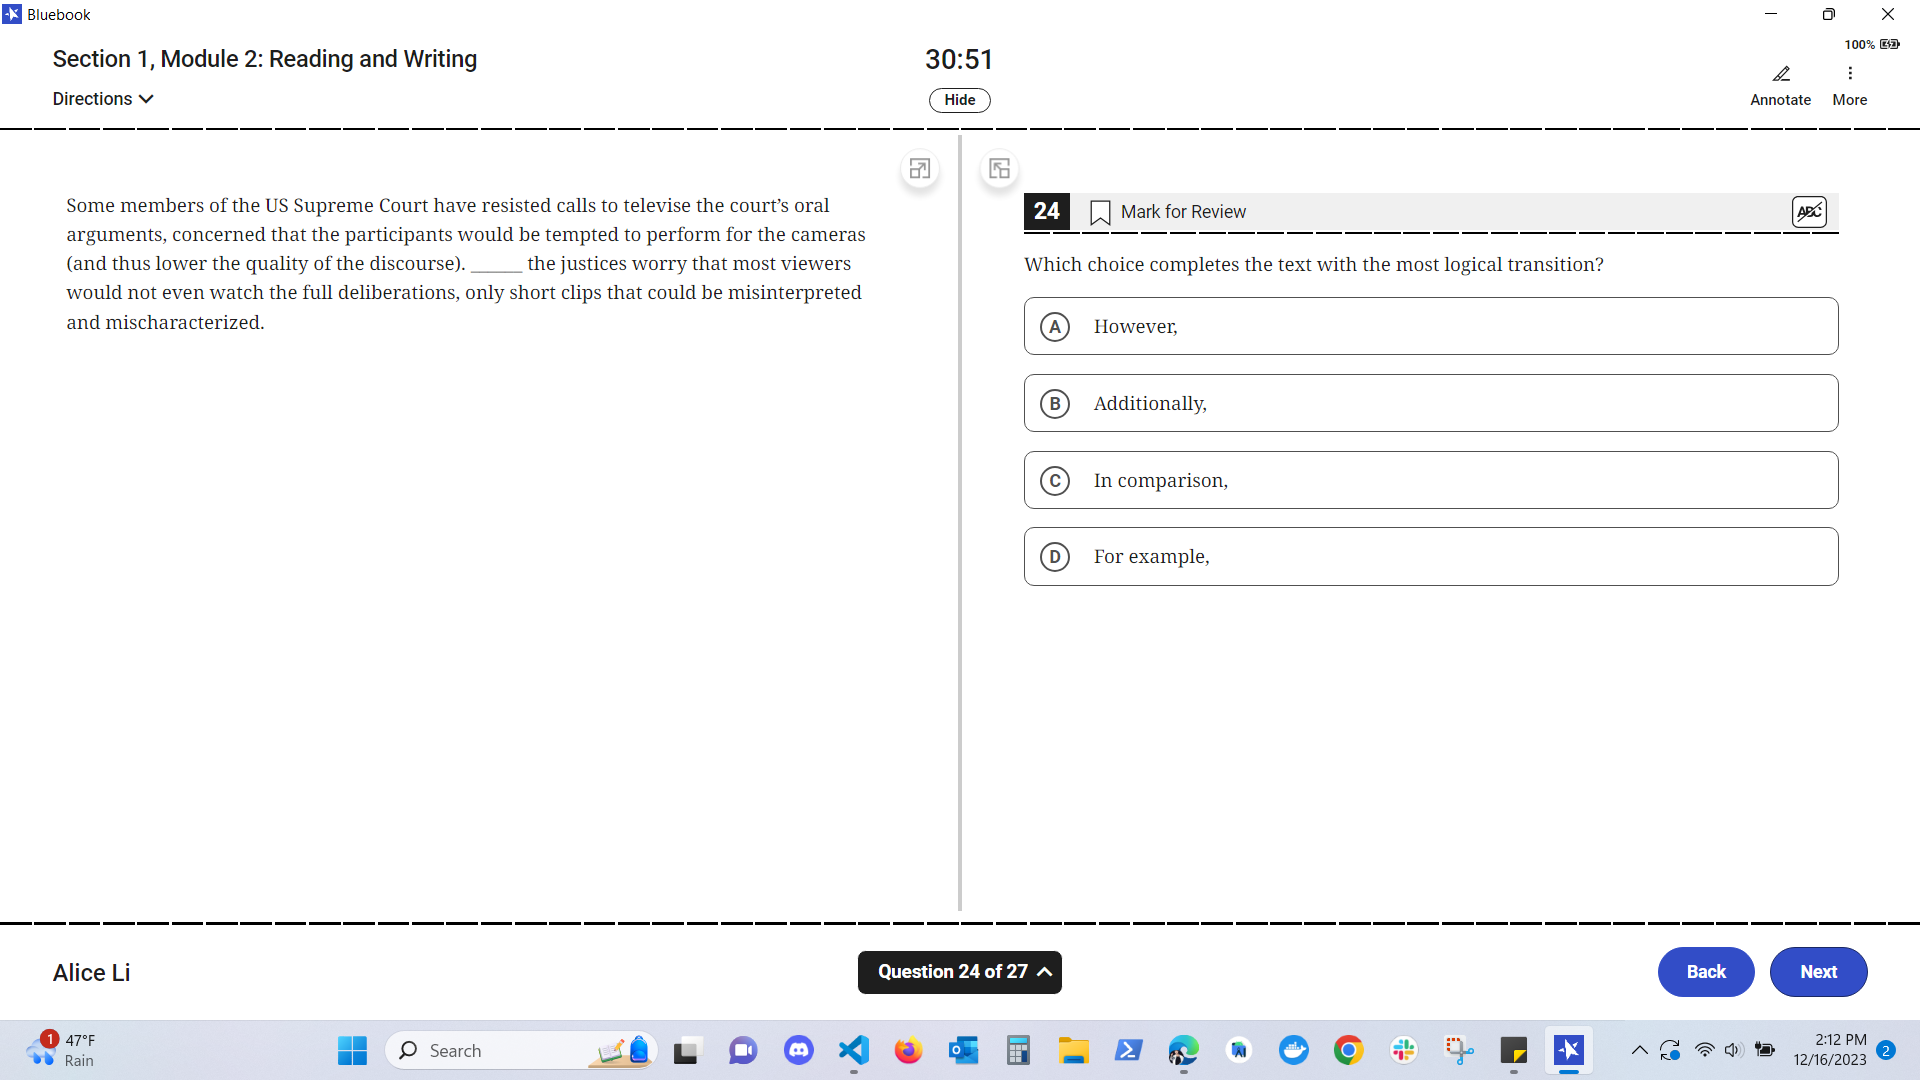 Bluebook
Section 1, Module 2: Reading and Writing
30:51
100%
Directions
Hide
Annotate
More
Some members of the US Supreme Court have resisted calls to televise the court’s oral
arguments, concerned that the participants would be tempted to perform for the cameras
(and thus lower the quality of the discourse). ______ the justices worry that most viewers
would not even watch the full deliberations, only short clips that could be misinterpreted
and mischaracterized.
24
Mark for Review
ABC
Which choice completes the text with the most logical transition?
A However,
B Additionally,
C In comparison,
D For example,
Alice Li
Question 24 of 27
Back
Next
1
47°F
Rain
Search
2:12 PM
12/16/2023
2